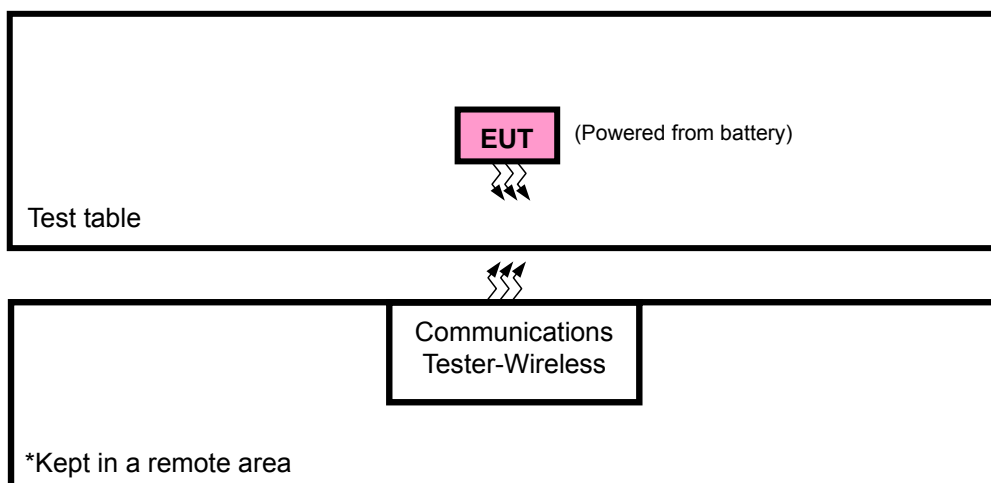 EUT
(Powered from battery)
Test table
Communications
Tester-Wireless
*Kept in a remote area